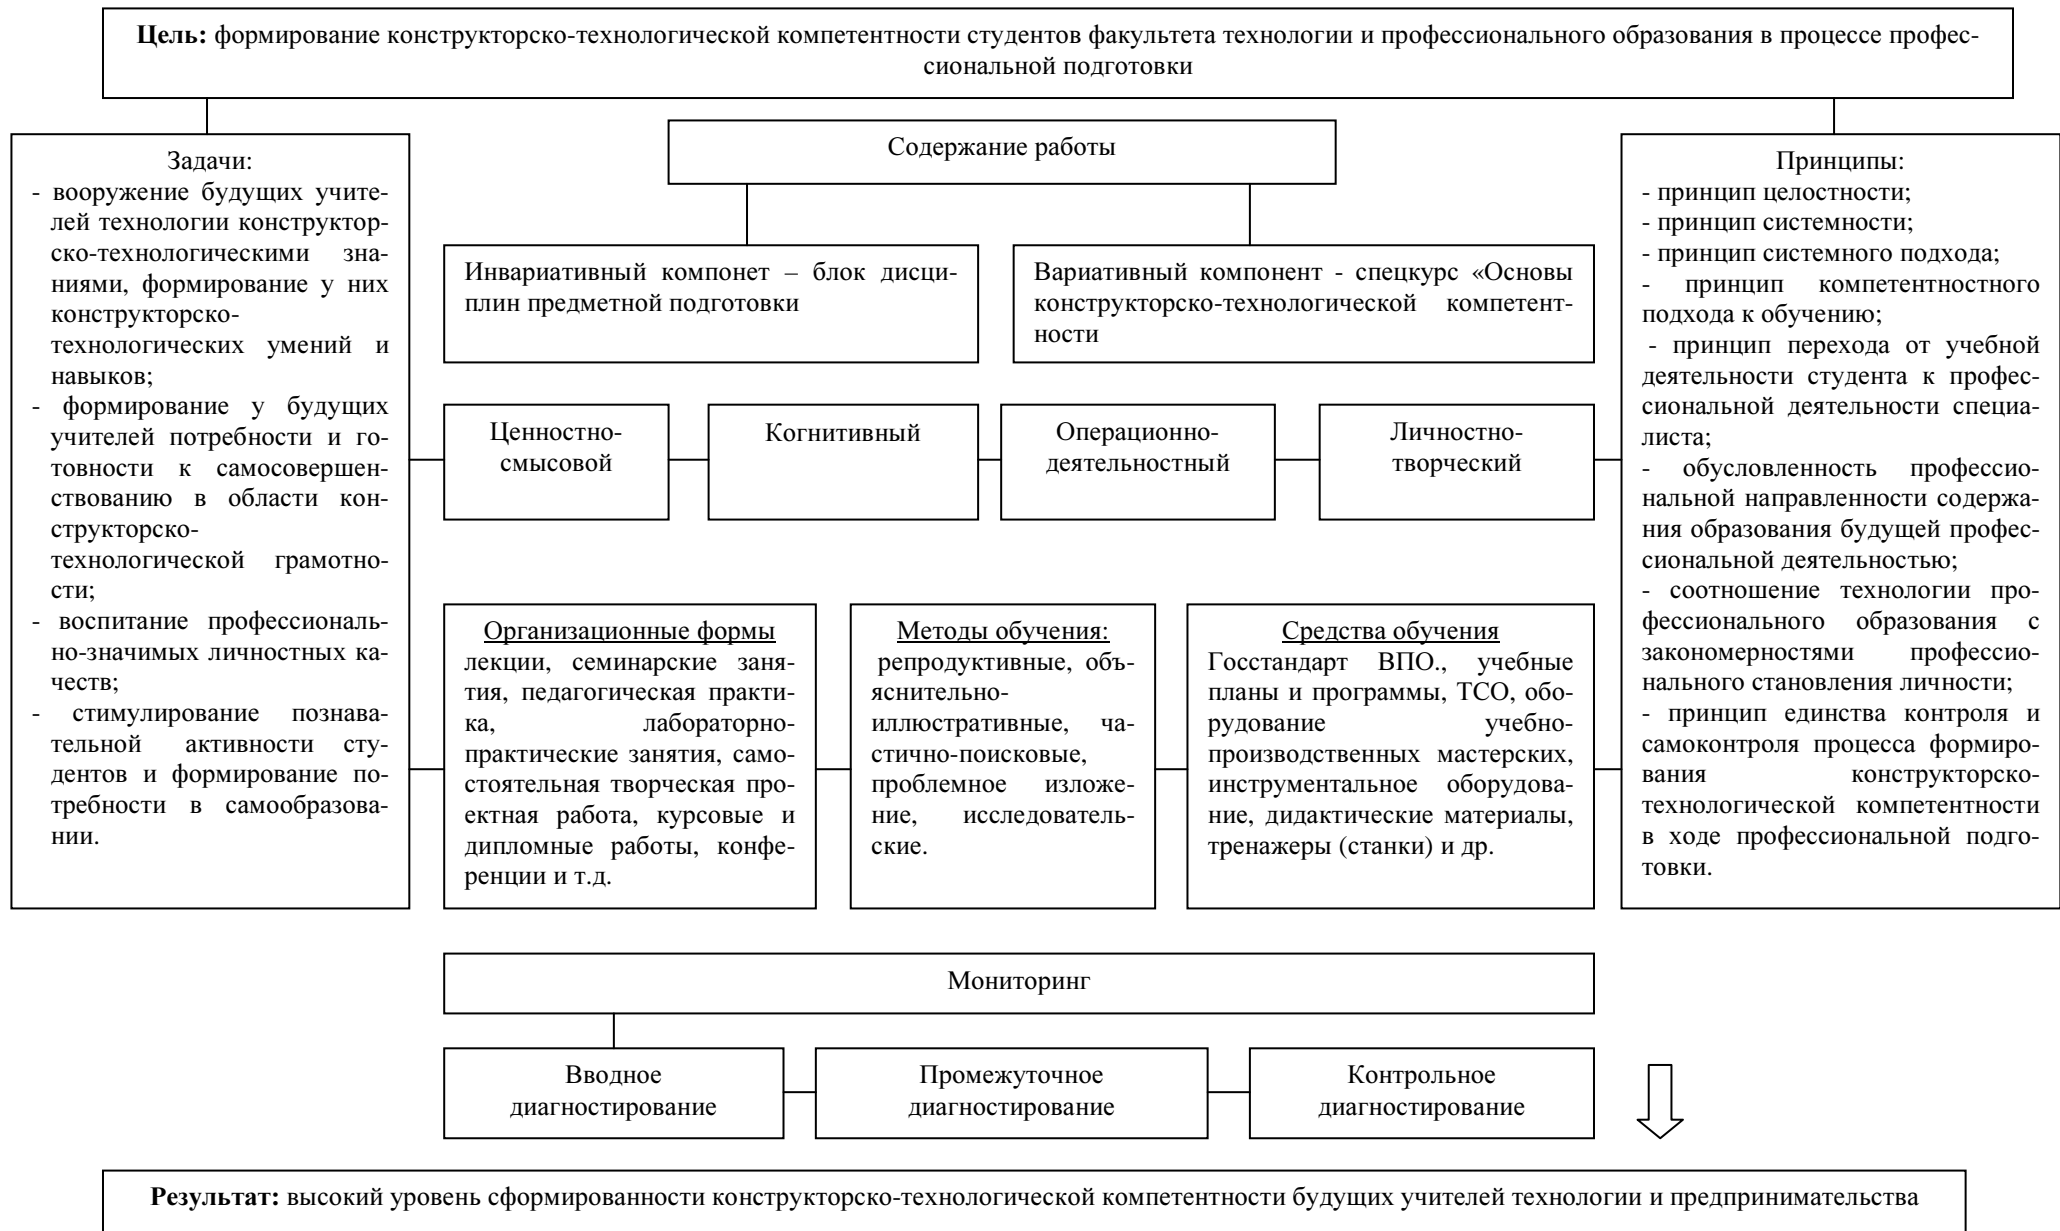 Цель: формирование конструкторско-технологической компетентности студентов факультета технологии и профессионального образования в процессе профес-
сиональной подготовки
Задачи:
- вооружение будущих учите-
лей технологии конструктор-
ско-технологическими зна-
ниями, формирование у них
конструкторско-
технологических умений и
навыков;
- формирование у будущих
учителей потребности и го-
товности к самосовершен-
ствованию в области кон-
структорско-
технологической грамотно-
сти;
- воспитание профессиональ-
но-значимых личностных ка-
честв;
- стимулирование познава-
тельной активности сту-
дентов и формирование по-
требности в самообразова-
нии.
Содержание работы
Инвариативный компонет – блок дисци-
плин предметной подготовки
Вариативный компонент - спецкурс «Основы
конструкторско-технологической компетент-
ности
Ценностно-
смысовой
Когнитивный
Операционно-
деятельностный
Личностно-
творческий
Организационные формы
лекции, семинарские заня-
тия, педагогическая практи-
ка, лабораторно-
практические занятия, само-
стоятельная творческая про-
ектная работа, курсовые и
дипломные работы, конфе-
ренции и т.д.
Методы обучения:
репродуктивные, объ-
яснительно-
иллюстративные, ча-
стично-поисковые,
проблемное изложе-
ние, исследователь-
ские.
Средства обучения
Госстандарт ВПО., учебные
планы и программы, ТСО, обо-
рудование учебно-
производственных мастерских,
инструментальное оборудова-
ние, дидактические материалы,
тренажеры (станки) и др.
Принципы:
- принцип целостности;
- принцип системности;
- принцип системного подхода;
- принцип компетентностного
подхода к обучению;
- принцип перехода от учебной
деятельности студента к профес-
сиональной деятельности специа-
листа;
- обусловленность профессио-
нальной направленности содержа-
ния образования будущей профес-
сиональной деятельностью;
- соотношение технологии про-
фессионального образования с
закономерностями профессио-
нального становления личности;
- принцип единства контроля и
самоконтроля процесса формиро-
вания конструкторско-
технологической компетентности
в ходе профессиональной подго-
товки.
Мониторинг
Вводное
диагностирование
Промежуточное
диагностирование
Контрольное
диагностирование
Результат: высокий уровень сформированности конструкторско-технологической компетентности будущих учителей технологии и предпринимательства